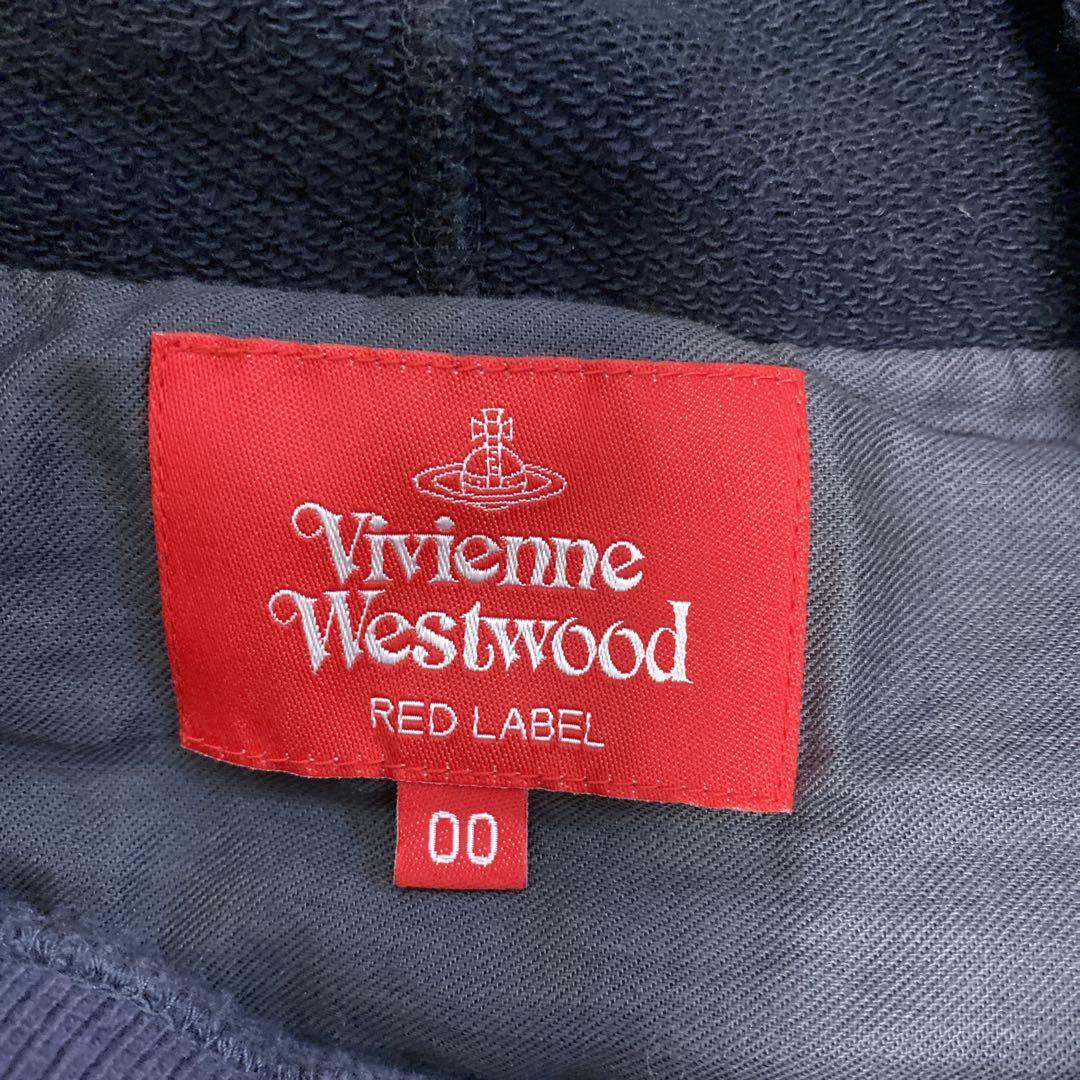 Vivienne
Westwood
RED LABEL
00